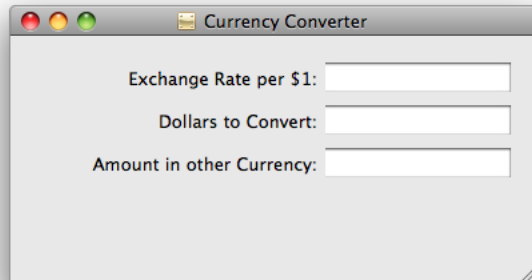 Currency Converter
Exchange Rate per $1:
Dollars to Convert:
Amount in other Currency: